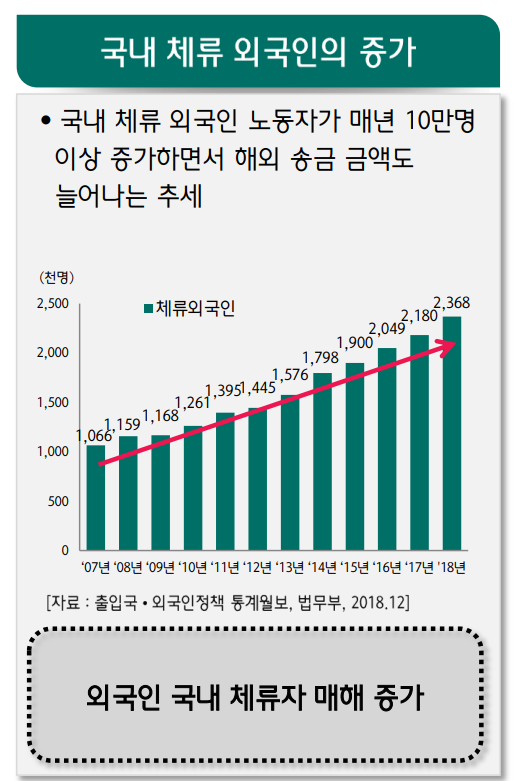 국내 체류 외국인의 증가
• 국내 체류 외국인 노동자가 매년 10만명
이상 증가하면서 해외 송금 금액도
늘어나는 추세
(천명)
체류외국인
2,500
2,000
1,500
1,000
500
0
1,066
1,159
1,168
1,261
1,395
1,445
1,576
1,798
1,900
2,049
2,180
2,368
‘07년 ‘08년 ‘09년 ‘10년 ‘11년 ‘12년 ‘13년 ‘14년 ‘15년 ‘16년 ‘17년 '18년
[자료 : 출입국 • 외국인정책 통계월보, 법무부, 2018.12]
외국인 국내 체류자 매해 증가